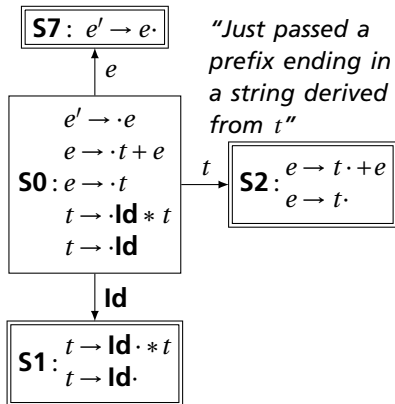 S7: e′ → e·
“Just passed a
prefix ending in
a string derived
from t”
e
e′ → ·e
e → ·t + e
S0: e → ·t
t → ·Id ∗ t
t → ·Id
t
S2: e → t · +e
e → t·
Id
S1: t → Id · ∗ t
t → Id·